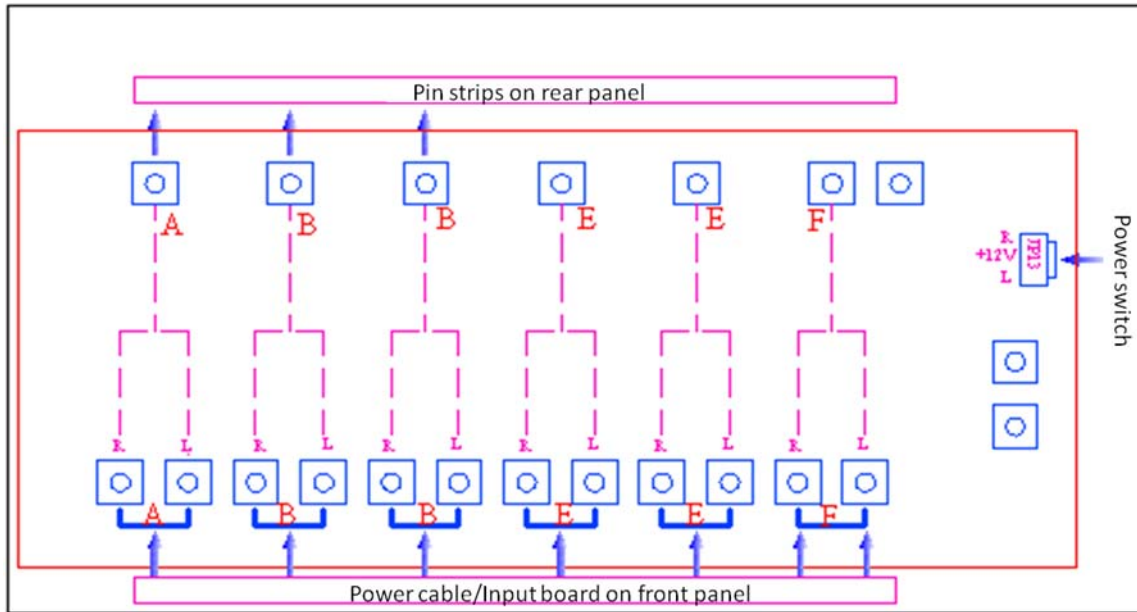 Pin strips on rear panel
A B B E E F
R
+12V
L
JP13
Power switch
R L R L R L R L R L R L
A B B E E F
Power cable/Input board on front panel